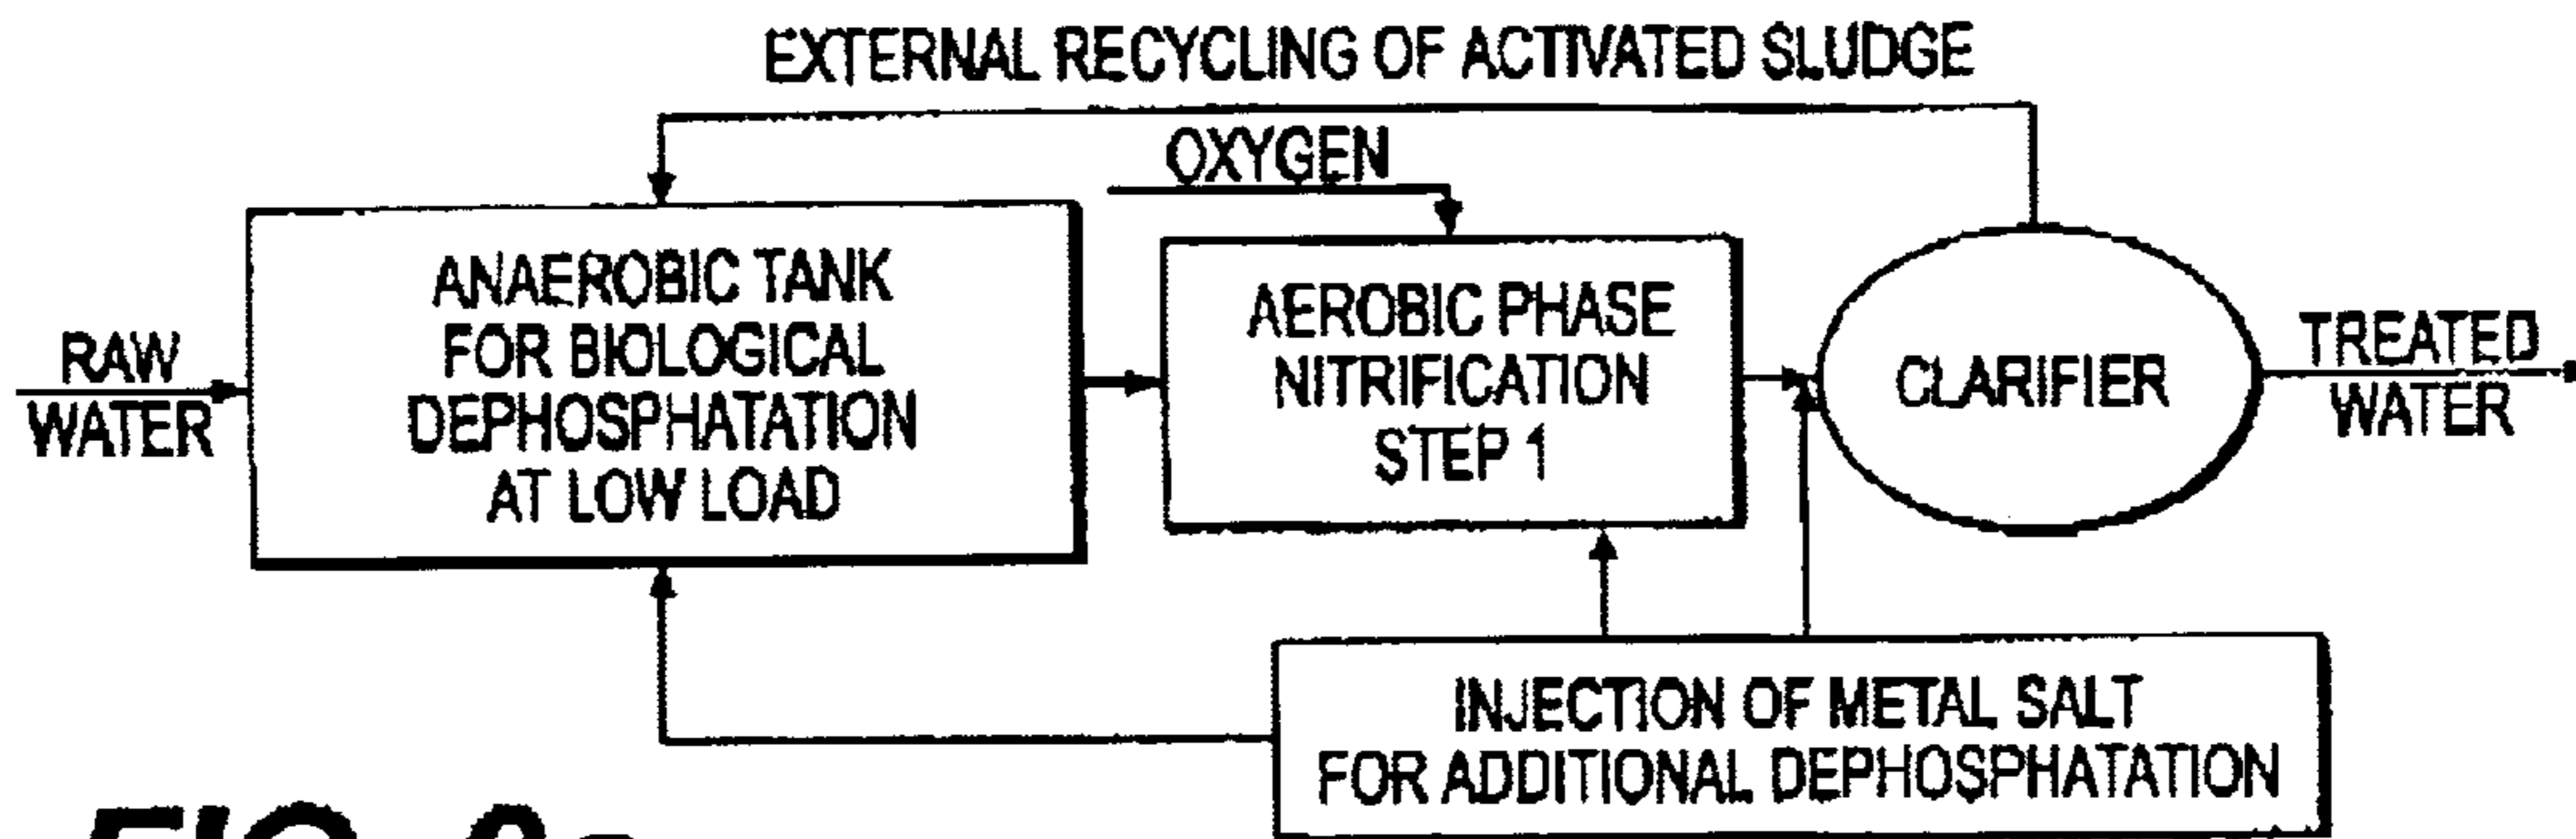 EXTERNAL RECYCLING OF ACTIVATED SLUDGE
OXYGEN
RAW
WATER
ANAEROBIC TANK
FOR BIOLOGICAL
DEPHOSPHATATION
AT LOW LOAD
AEROBIC PHASE
NITRIFICATION
STEP 1
CLARIFIER
TREATED
WATER
INJECTION OF METAL SALT
FOR ADDITIONAL DEPHOSPHATATION